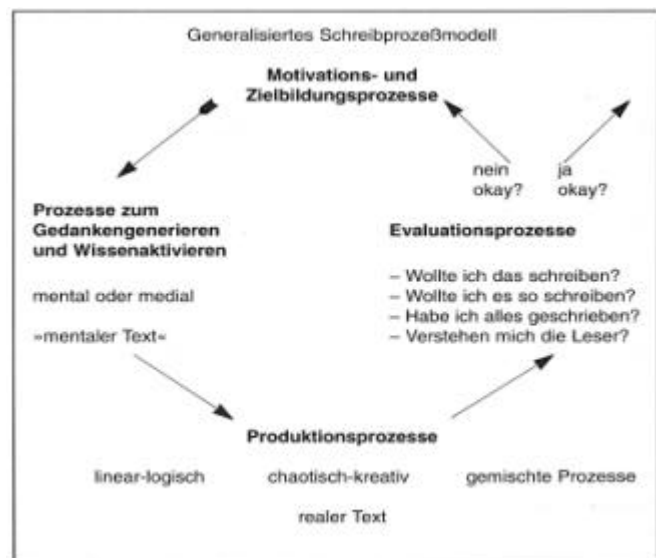 Generalisiertes Schreibprozeßmodell
Motivations- und
Zielbildungsprozesse
nein
okay?
ja
okay?
Prozesse zum
Gedankengenerieren
und Wissenaktivieren
mental oder medial
»mentaler Text«
Evaluationsprozesse
– Wollte ich das schreiben?
– Wollte ich es so schreiben?
– Habe ich alles geschrieben?
– Verstehen mich die Leser?
Produktionsprozesse
linear-logisch
chaotisch-kreativ
gemischte Prozesse
realer Text